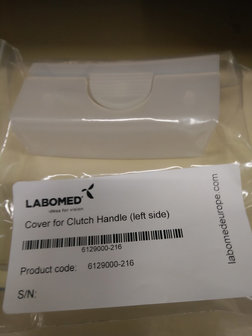 LABOMED
ideas for vision
Cover for Clutch Handle (left side)
6129000-216
Product code: 6129000-216
S/N:
labomedeurope.com